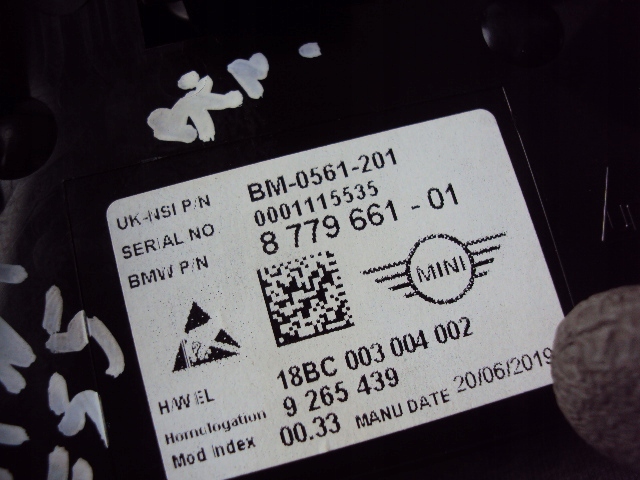 UK-NSI P/N BM-0561-201
SERIAL NO 0001115535
BMW P/N 8 779 661 - 01
MINI
H/W EL 18BC 003 004 002
Homologation 9 265 439
Mod Index 00.33 MANU DATE 20/06/2019